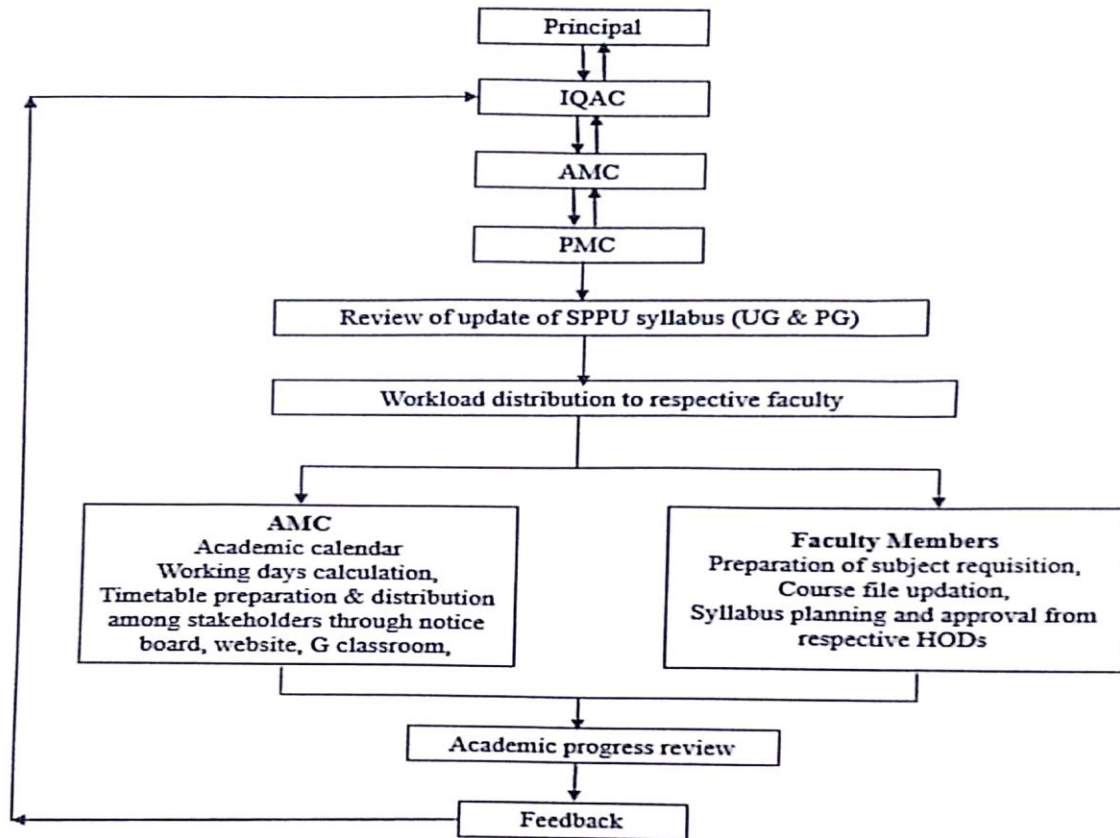 Principal
IQAC
AMC
PMC
Review of update of SPPU syllabus (UG & PG)
Workload distribution to respective faculty
AMC
Academic calendar
Working days calculation,
Timetable preparation & distribution
among stakeholders through notice
board, website, G classroom,
Faculty Members
Preparation of subject requisition,
Course file updation,
Syllabus planning and approval from
respective HODs
Academic progress review
Feedback